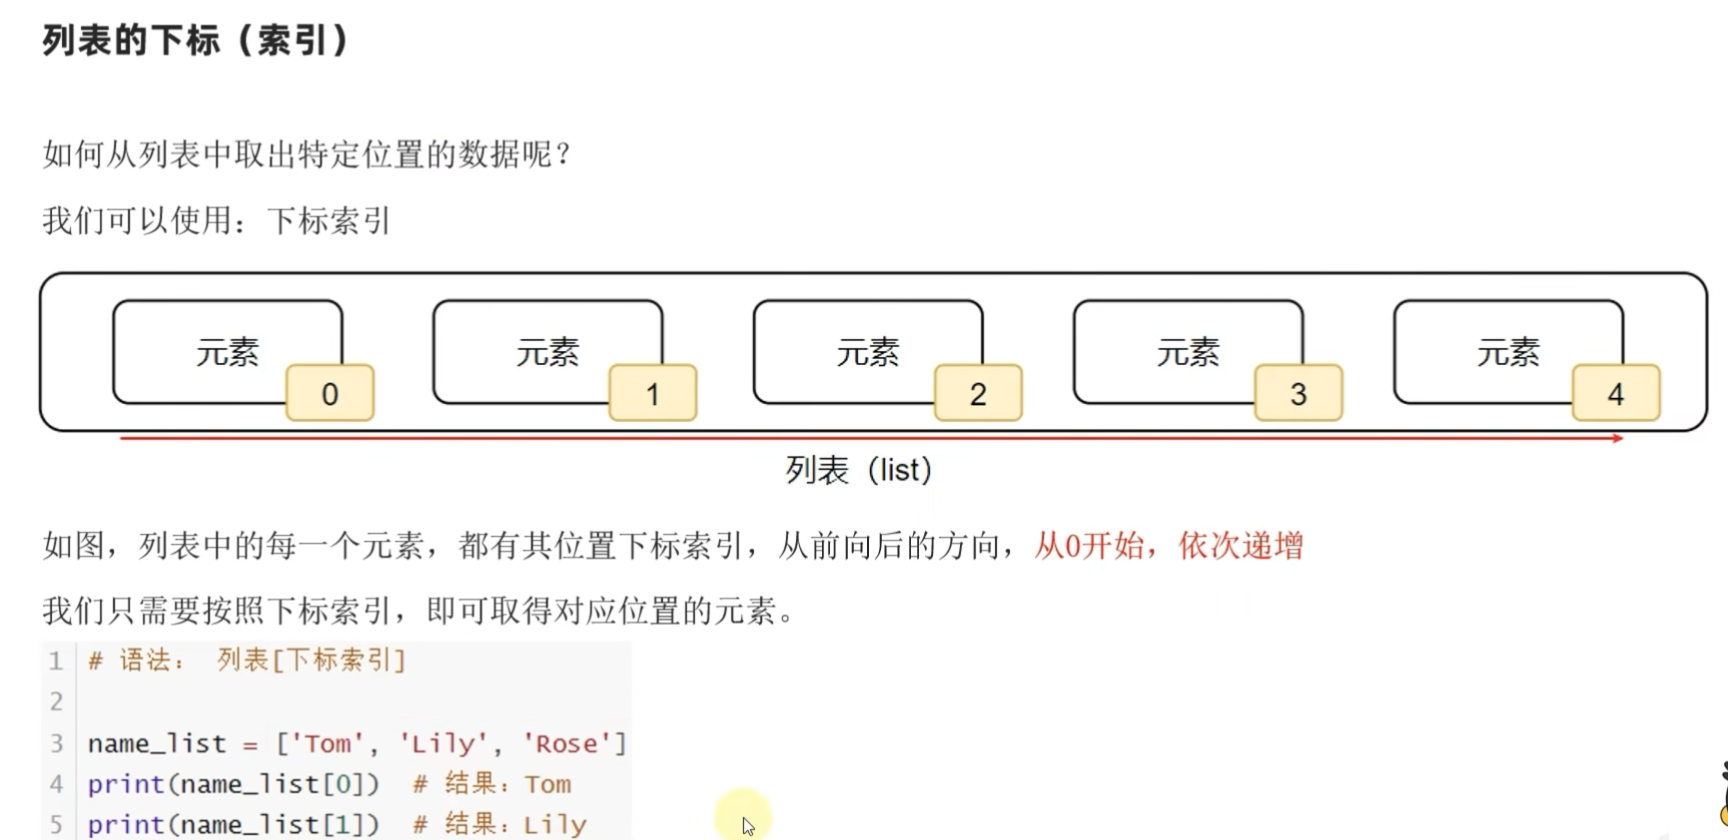 列表的下标（索引）
如何从列表中取出特定位置的数据呢？
我们可以使用：下标索引
元素 元素 元素 元素 元素
0 1 2 3 4
列表（list）
如图，列表中的每一个元素，都有其位置下标索引，从前向后的方向，从0开始，依次递增
我们只需要按照下标索引，即可取得对应位置的元素。
1 # 语法： 列表[下标索引]
2
3 name_list = ['Tom', 'Lily', 'Rose']
4 print(name_list[0]) # 结果：Tom
5 print(name_list[1]) # 结果：Lily